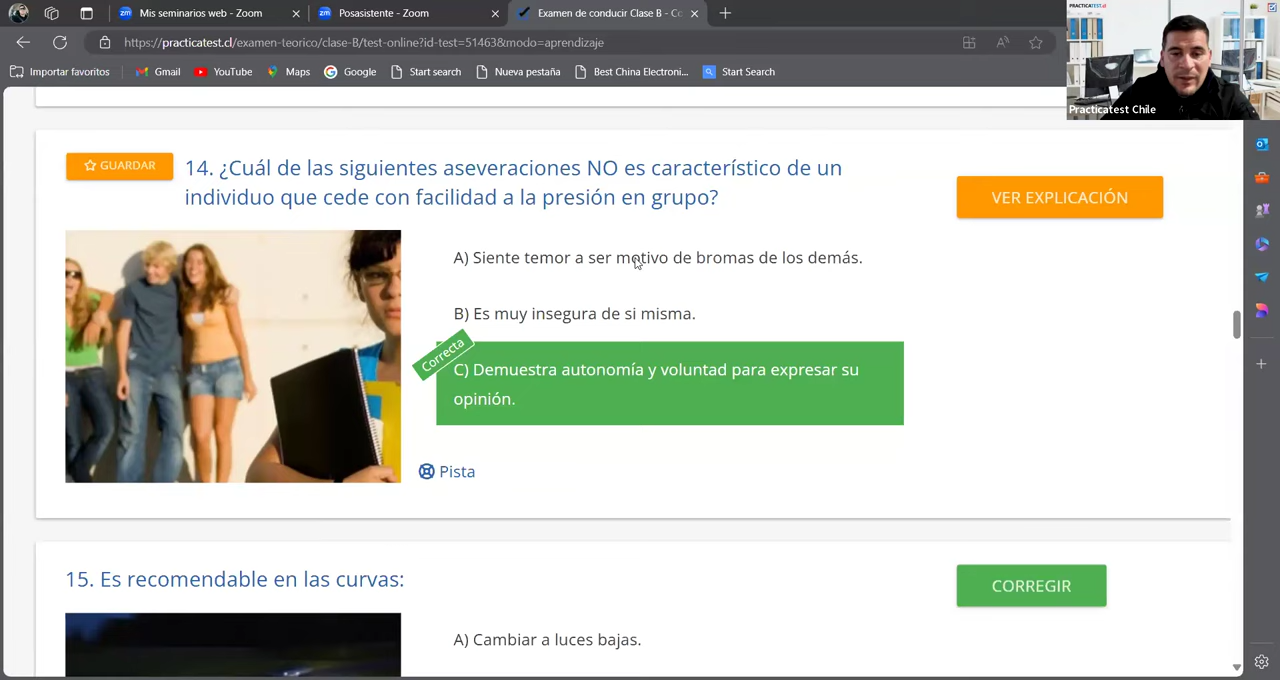 Mis seminarios web - Zoom
Posasistente - Zoom
Examen de conducir Clase B - Co
PRACTICATEST.cl
https://practicatest.cl/examen-teorico/clase-B/test-online?id-test=51463&modo=aprendizaje
Importar favoritos
Gmail
YouTube
Maps
Google
Start search
Nueva pestaña
Best China Electroni...
Start Search
Practicatest Chile
GUARDAR
14. ¿Cuál de las siguientes aseveraciones NO es característico de un
individuo que cede con facilidad a la presión en grupo?
VER EXPLICACIÓN
A) Siente temor a ser motivo de bromas de los demás.
B) Es muy insegura de si misma.
Correcta
C) Demuestra autonomía y voluntad para expresar su
opinión.
Pista
15. Es recomendable en las curvas:
CORREGIR
A) Cambiar a luces bajas.